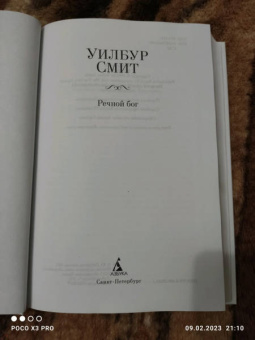 УИЛБУР
СМИТ
Речной бог
АЗБУКА
Санкт-Петербург
POCO X3 PRO
09.02.2023 21:10